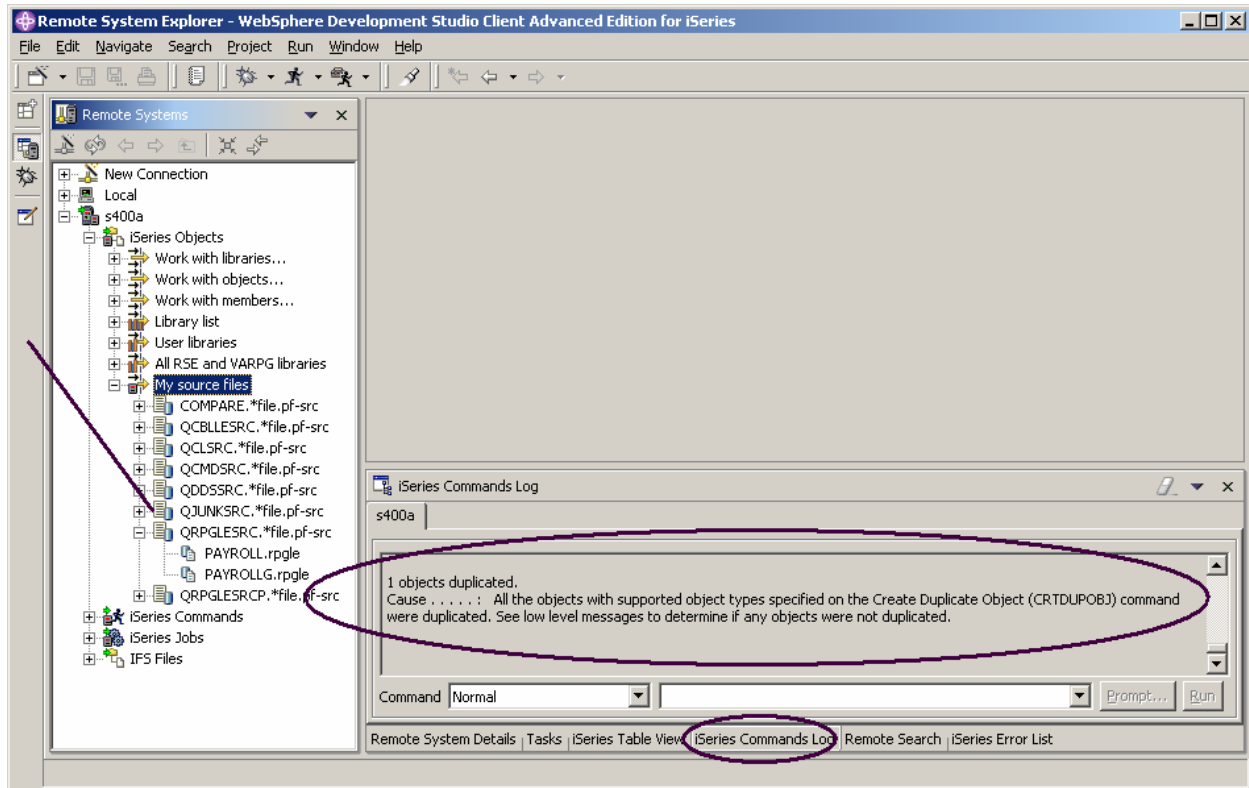 Remote System Explorer - WebSphere Development Studio Client Advanced Edition for iSeries
File Edit Navigate Search Project Run Window Help
Remote Systems
New Connection
Local
s400a
iSeries Objects
Work with libraries...
Work with objects...
Work with members...
Library list
User libraries
All RSE and VARPG libraries
My source files
COMPARE.*file.pf-src
QCBLLESRC.*file.pf-src
QCLSRC.*file.pf-src
QCMDSRC.*file.pf-src
QDDSSRC.*file.pf-src
QJUNKSRC.*file.pf-src
QRPGLESRC.*file.pf-src
PAYROLL.rpgle
PAYROLLG.rpgle
QRPGLESRCP.*file.pf-src
iSeries Commands
iSeries Jobs
IFS Files
iSeries Commands Log
s400a
1 objects duplicated.
Cause . . . . . : All the objects with supported object types specified on the Create Duplicate Object (CRTDUPOBJ) command
were duplicated. See low level messages to determine if any objects were not duplicated.
Command Normal Prompt... Run
Remote System Details Tasks iSeries Table View iSeries Commands Log Remote Search iSeries Error List